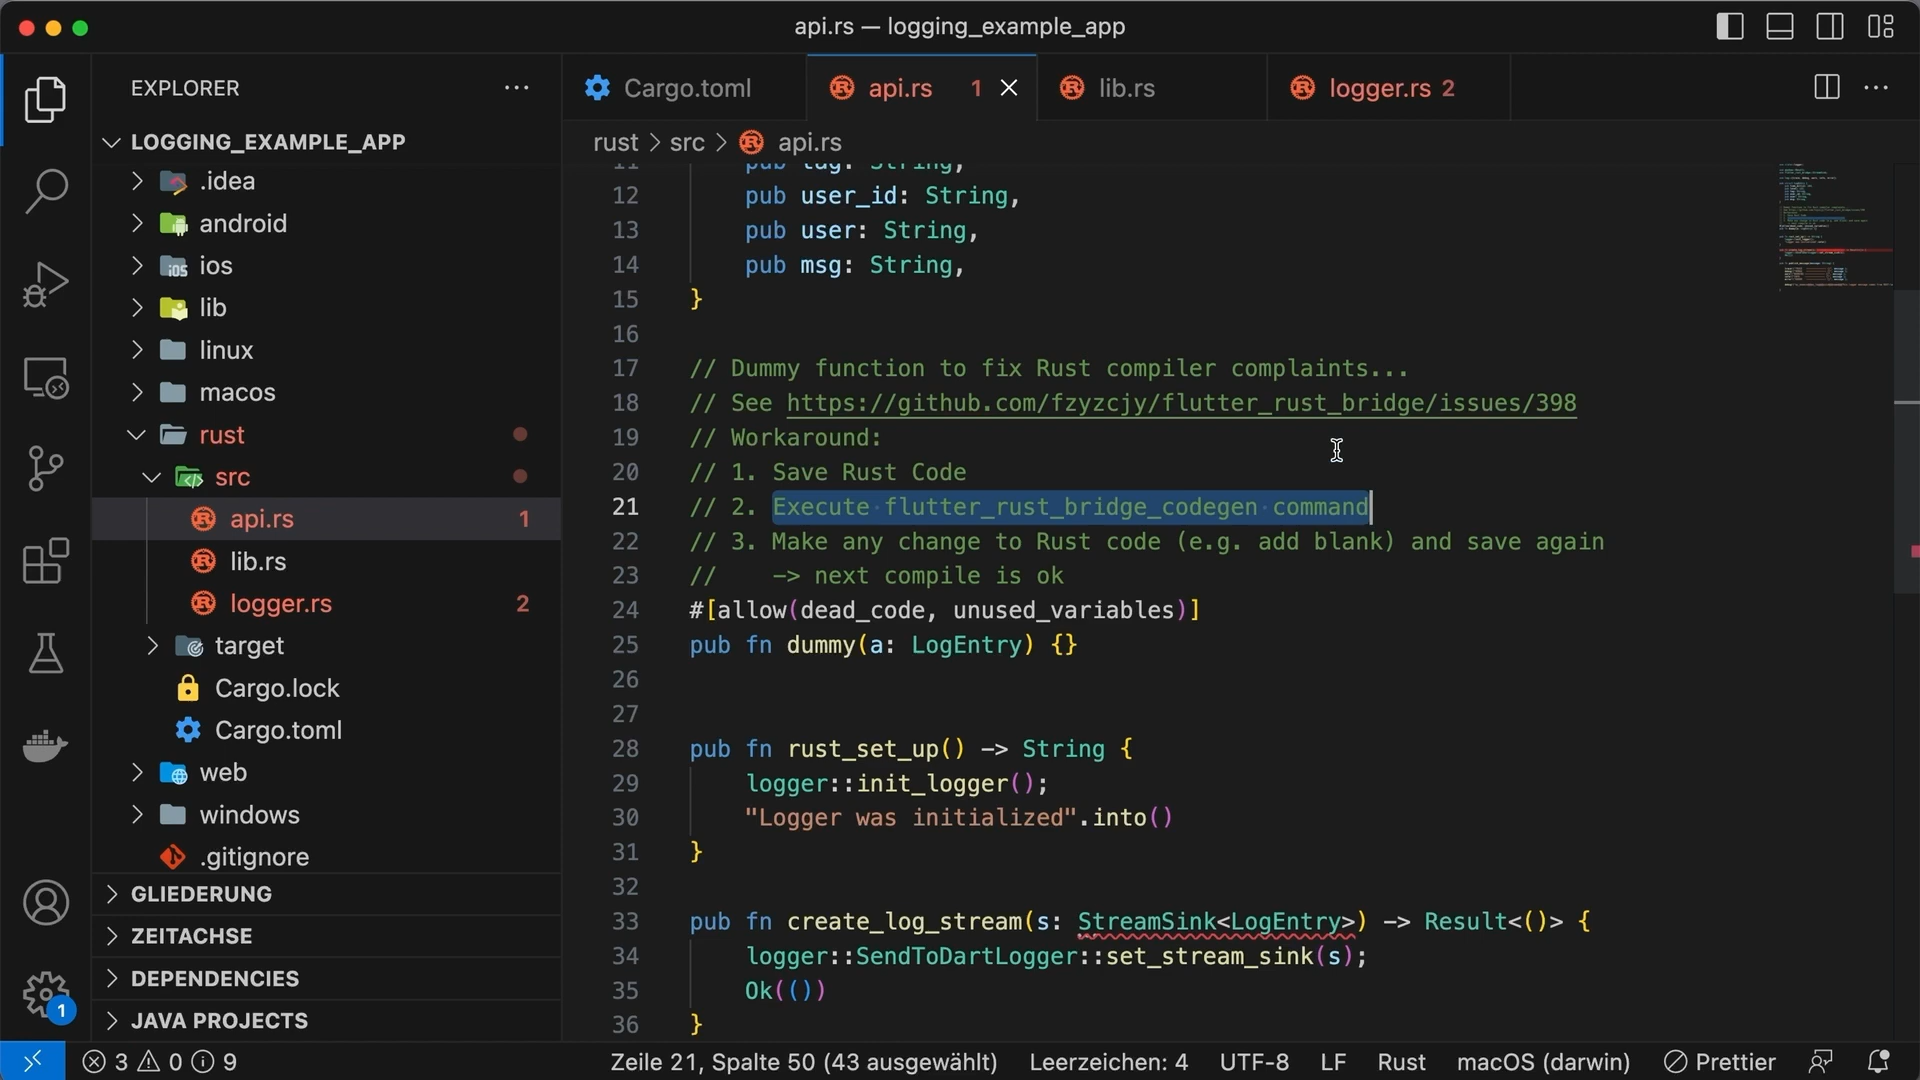 api.rs — logging_example_app
EXPLORER
LOGGING_EXAMPLE_APP
.idea
android
ios
lib
linux
macos
rust
src
api.rs 1
lib.rs
logger.rs 2
target
Cargo.lock
Cargo.toml
web
windows
.gitignore
GLIEDERUNG
ZEITACHSE
DEPENDENCIES
JAVA PROJECTS
1
Cargo.toml
api.rs 1
lib.rs
logger.rs 2
rust > src > api.rs
11 pub tag: String,
12 pub user_id: String,
13 pub user: String,
14 pub msg: String,
15 }
16
17 // Dummy function to fix Rust compiler complaints...
18 // See https://github.com/fzyzcjy/flutter_rust_bridge/issues/398
19 // Workaround:
20 // 1. Save Rust Code
21 // 2. Execute flutter_rust_bridge_codegen command
22 // 3. Make any change to Rust code (e.g. add blank) and save again
23 //    -> next compile is ok
24 #[allow(dead_code, unused_variables)]
25 pub fn dummy(a: LogEntry) {}
26
27
28 pub fn rust_set_up() -> String {
29 logger::init_logger();
30 "Logger was initialized".into()
31 }
32
33 pub fn create_log_stream(s: StreamSink<LogEntry>) -> Result<()> {
34 logger::SendToDartLogger::set_stream_sink(s);
35 Ok(())
36 }
3 0 9
Zeile 21, Spalte 50 (43 ausgewählt) Leerzeichen: 4 UTF-8 LF Rust macOS (darwin) Prettier